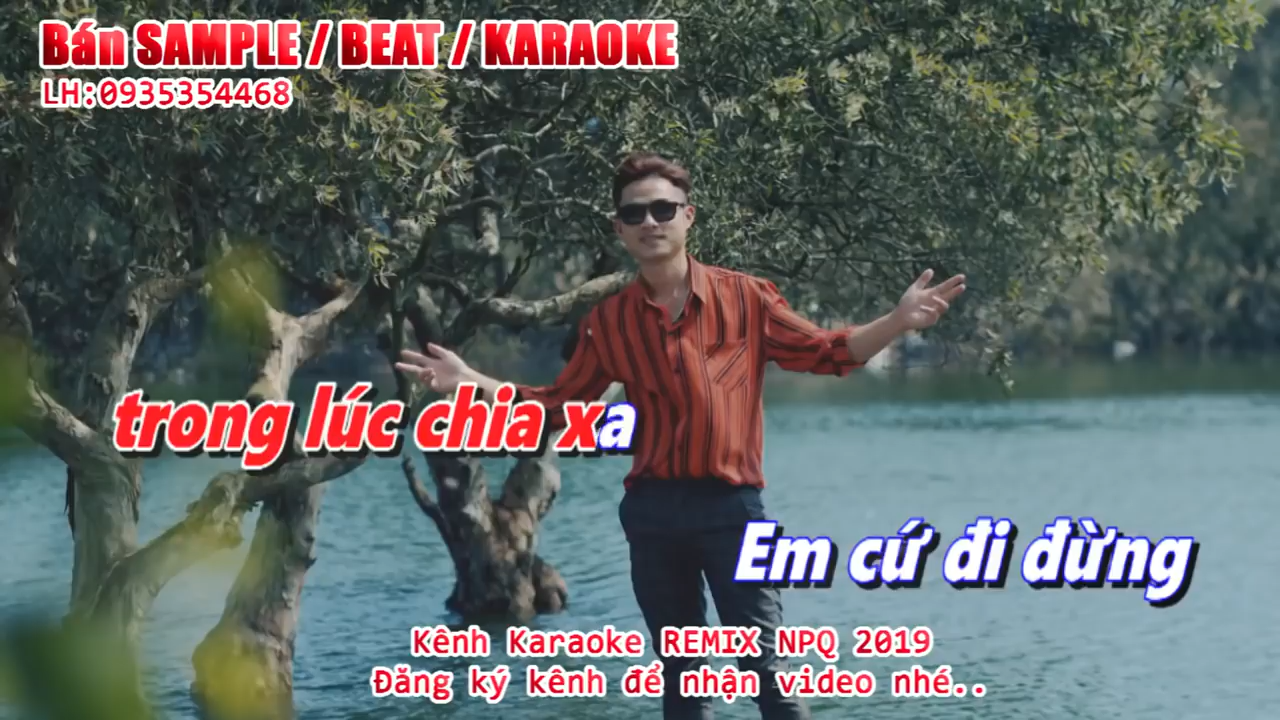 Bán SAMPLE / BEAT / KARAOKE
LH:0935354468
trong lúc chia xa
Em cứ đi đừng
Kênh Karaoke REMIX NPQ 2019
Đăng ký kênh để nhận video nhé..